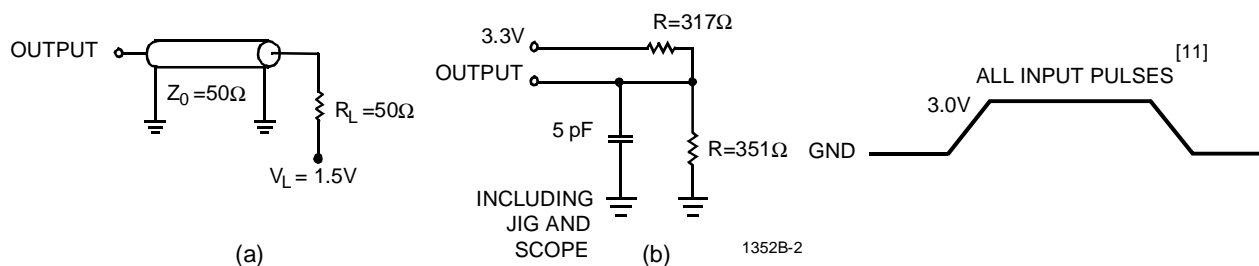 OUTPUT
Z0 =50Ω
RL =50Ω
VL = 1.5V
(a)
R=317Ω
3.3V
OUTPUT
5 pF
R=351Ω
INCLUDING
JIG AND
SCOPE
(b)
1352B-2
ALL INPUT PULSES[11]
3.0V
GND